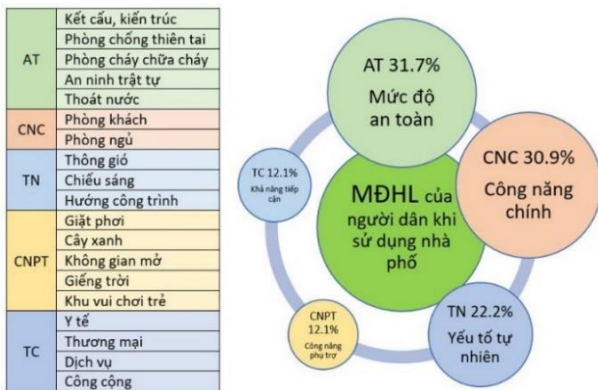 AT
Kết cấu, kiến trúc
Phòng chống thiên tai
Phòng cháy chữa cháy
An ninh trật tự
Thoát nước
CNC
Phòng khách
Phòng ngủ
TN
Thông gió
Chiếu sáng
Hướng công trình
CNPT
Giặt phơi
Cây xanh
Không gian mở
Giếng trời
Khu vui chơi trẻ
TC
Y tế
Thương mại
Dịch vụ
Công cộng
AT 31.7%
Mức độ
an toàn
CNC 30.9%
Công năng
chính
TN 22.2%
Yếu tố tự
nhiên
CNPT
12.1%
Công năng
phụ trợ
TC 12.1%
Khả năng tiếp
cận
MĐHL của
người dân khi
sử dụng nhà
phố